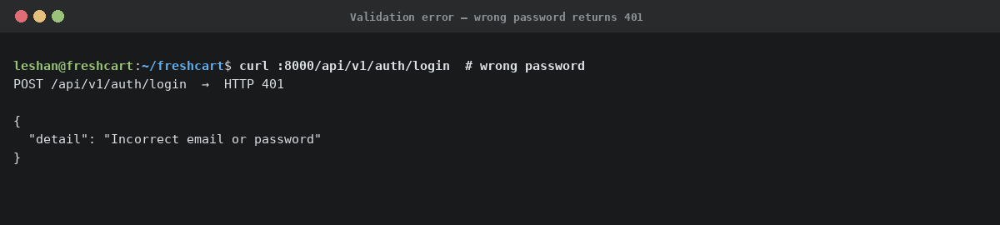 Validation error — wrong password returns 401
leshan@freshcart:~/freshcart$ curl :8000/api/v1/auth/login  # wrong password
POST /api/v1/auth/login  →  HTTP 401
{
  "detail": "Incorrect email or password"
}